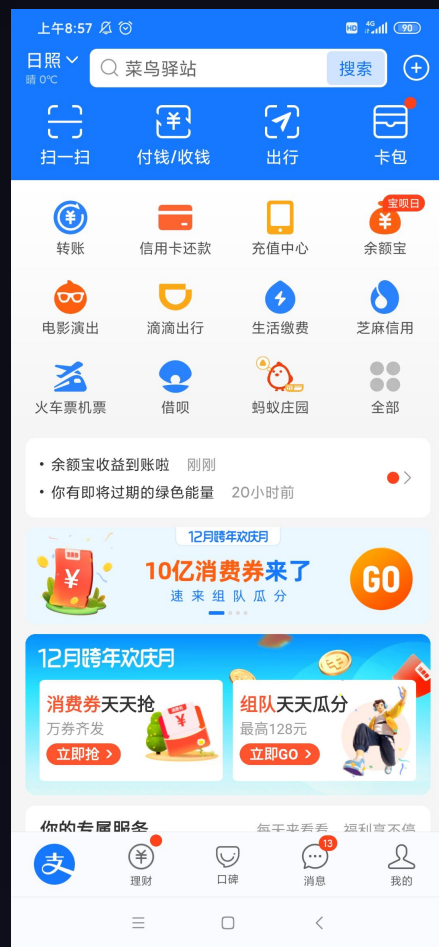 上午8:57
HD 4G 90
日照
晴 0℃
菜鸟驿站
搜索
扫一扫 付钱/收钱 出行 卡包
宝呗日
转账 信用卡还款 充值中心 余额宝
电影演出 滴滴出行 生活缴费 芝麻信用
火车票机票 借呗 蚂蚁庄园 全部
• 余额宝收益到账啦 刚刚
• 你有即将过期的绿色能量 20小时前
12月跨年欢庆月
10亿消费券来了
速来组队瓜分
GO
12月跨年欢庆月
消费券天天抢
万券齐发
立即抢 >
组队天天瓜分
最高128元
立即GO >
你的专属服务 每天来看看 福利享不停
支
13
理财 口碑 消息 我的